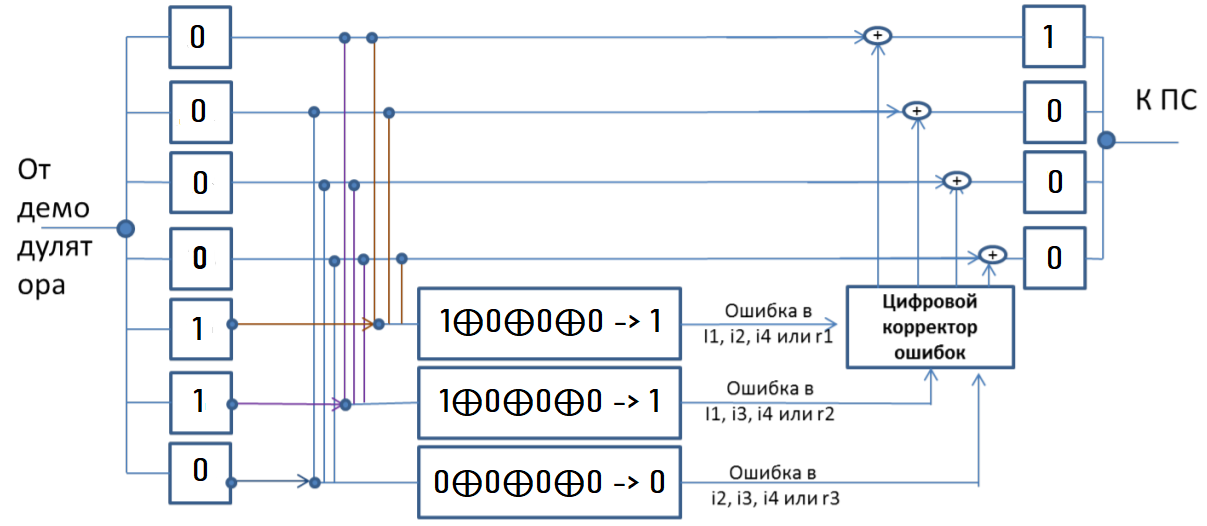 0
1
0
0
К ПС
0
0
От
демо
дулят
ора
0
0
1
1⊕0⊕0⊕0 –> 1
Ошибка в
I1, i2, i4 или r1
Цифровой
корректор
ошибок
1
1⊕0⊕0⊕0 –> 1
Ошибка в
I1, i3, i4 или r2
0
0⊕0⊕0⊕0 –> 0
Ошибка в
i2, i3, i4 или r3
+
+
+
+